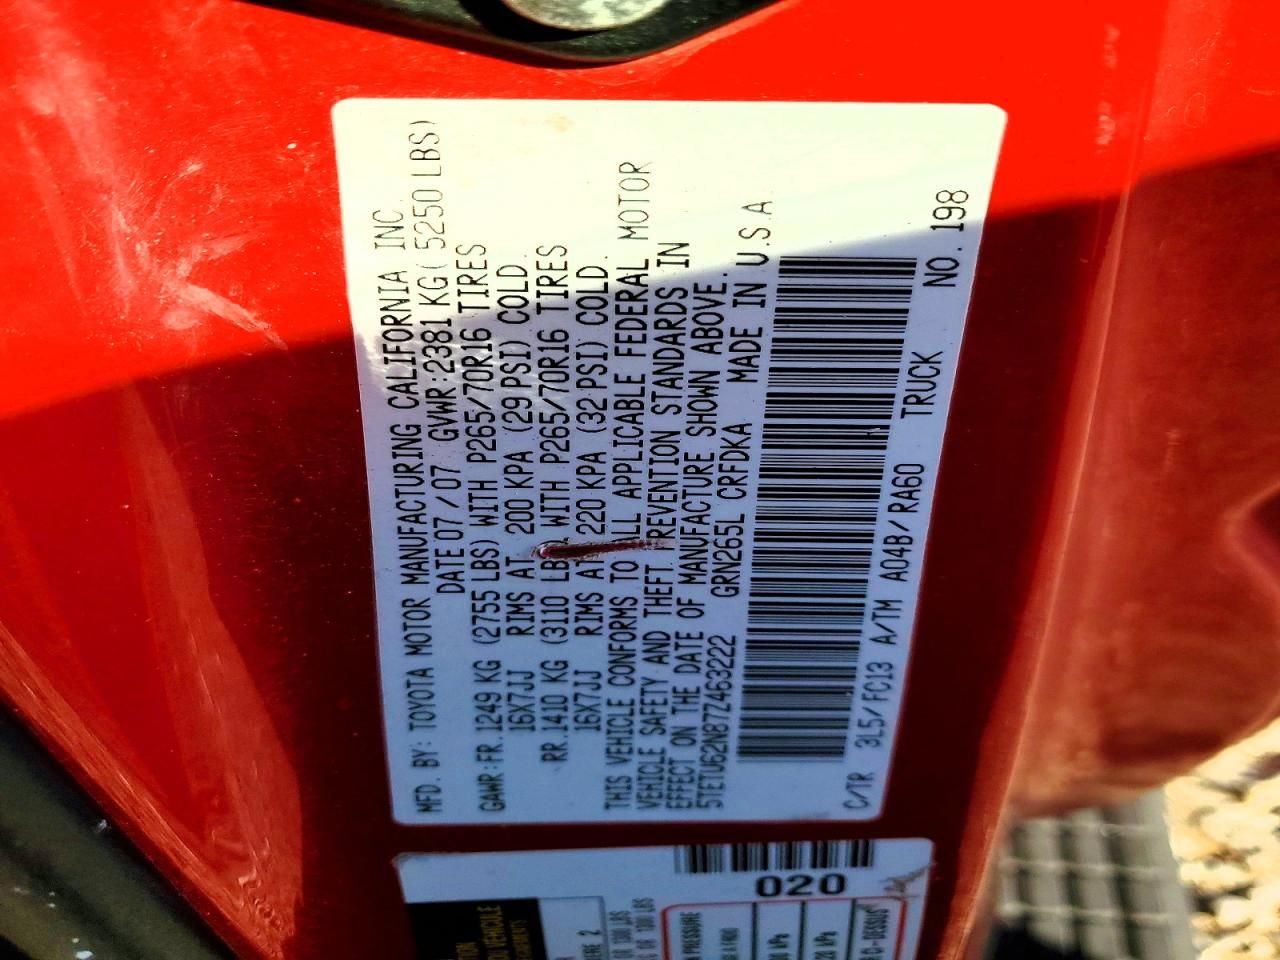 MFD. BY: TOYOTA MOTOR MANUFACTURING CALIFORNIA INC.
DATE 07/07 GVWR:2381 KG( 5250 LBS)
GAWR:FR.1249 KG (2755 LBS) WITH P265/70R16 TIRES
16X7JJ RIMS AT 200 KPA (29 PSI) COLD.
RR.1410 KG (3110 LB WITH P265/70R16 TIRES
16X7JJ RIMS AT 220 KPA (32 PSI) COLD.
THIS VEHICLE CONFORMS TO ALL APPLICABLE FEDERAL MOTOR
VEHICLE SAFETY AND THEFT PREVENTION STANDARDS IN
EFFECT ON THE DATE OF MANUFACTURE SHOWN ABOVE.
5TETU62N87Z463222 GRN265L CRFDKA MADE IN U.S.A
C/TR 3L5/FC13 A/TM A04B/RA60 TRUCK NO. 198
020